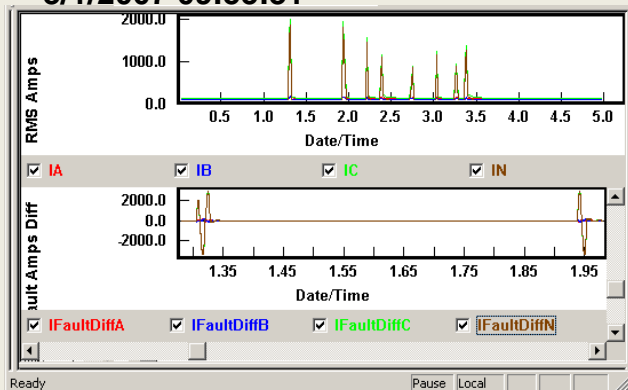 2000.0
1000.0
0.0
RMS Amps
0.5 1.0 1.5 2.0 2.5 3.0 3.5 4.0 4.5 5.0
Date/Time
IA IB IC IN
2000.0
0.0
-2000.0
ault Amps Diff
1.35 1.45 1.55 1.65 1.75 1.85 1.95
Date/Time
IFaultDiffA IFaultDiffB IFaultDiffC IFaultDiffN
Ready Pause Local